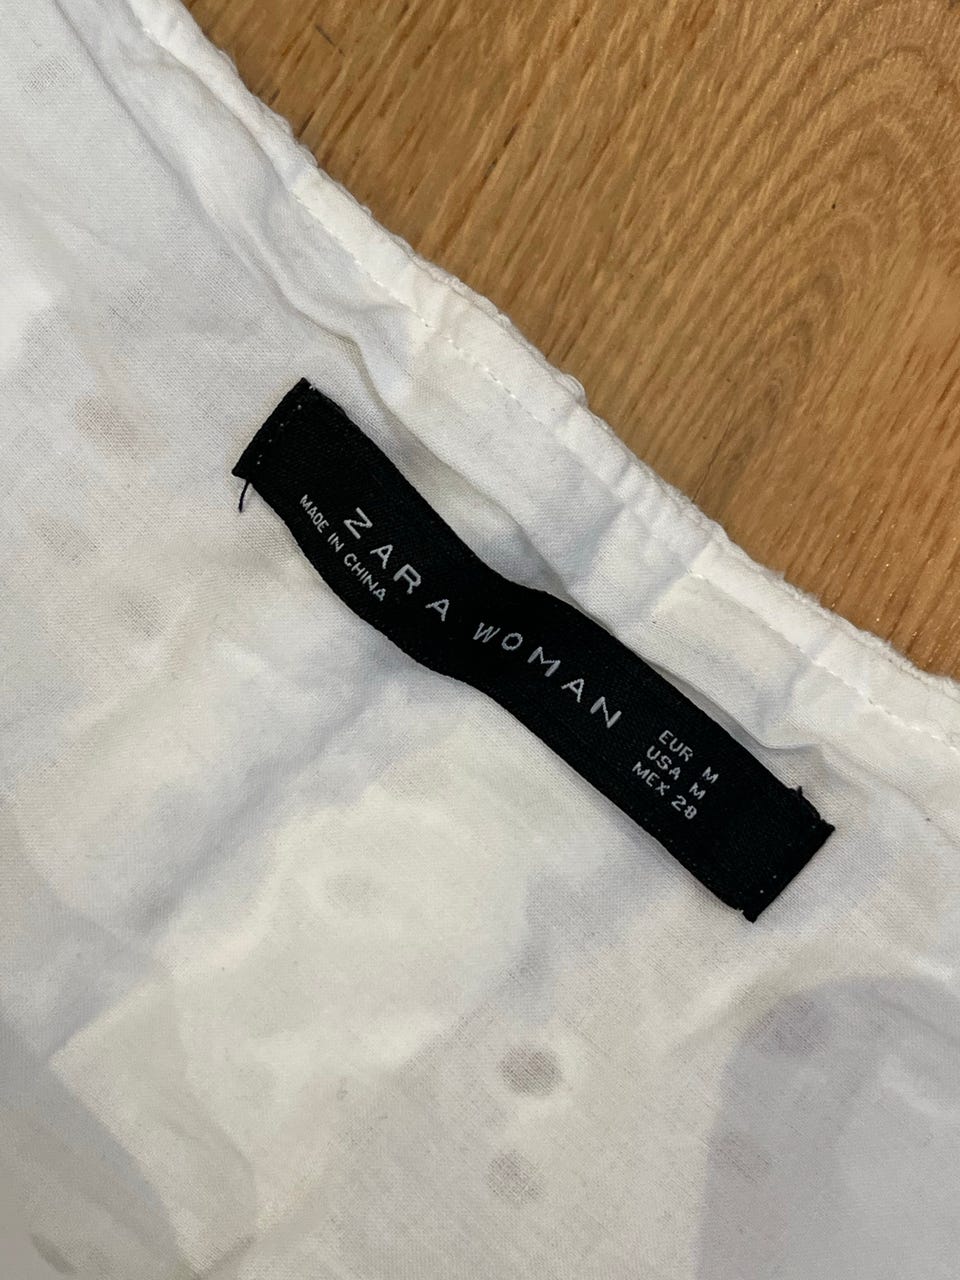 ZARA WOMAN
MADE IN CHINA
EUR M
USA M
MEX 28